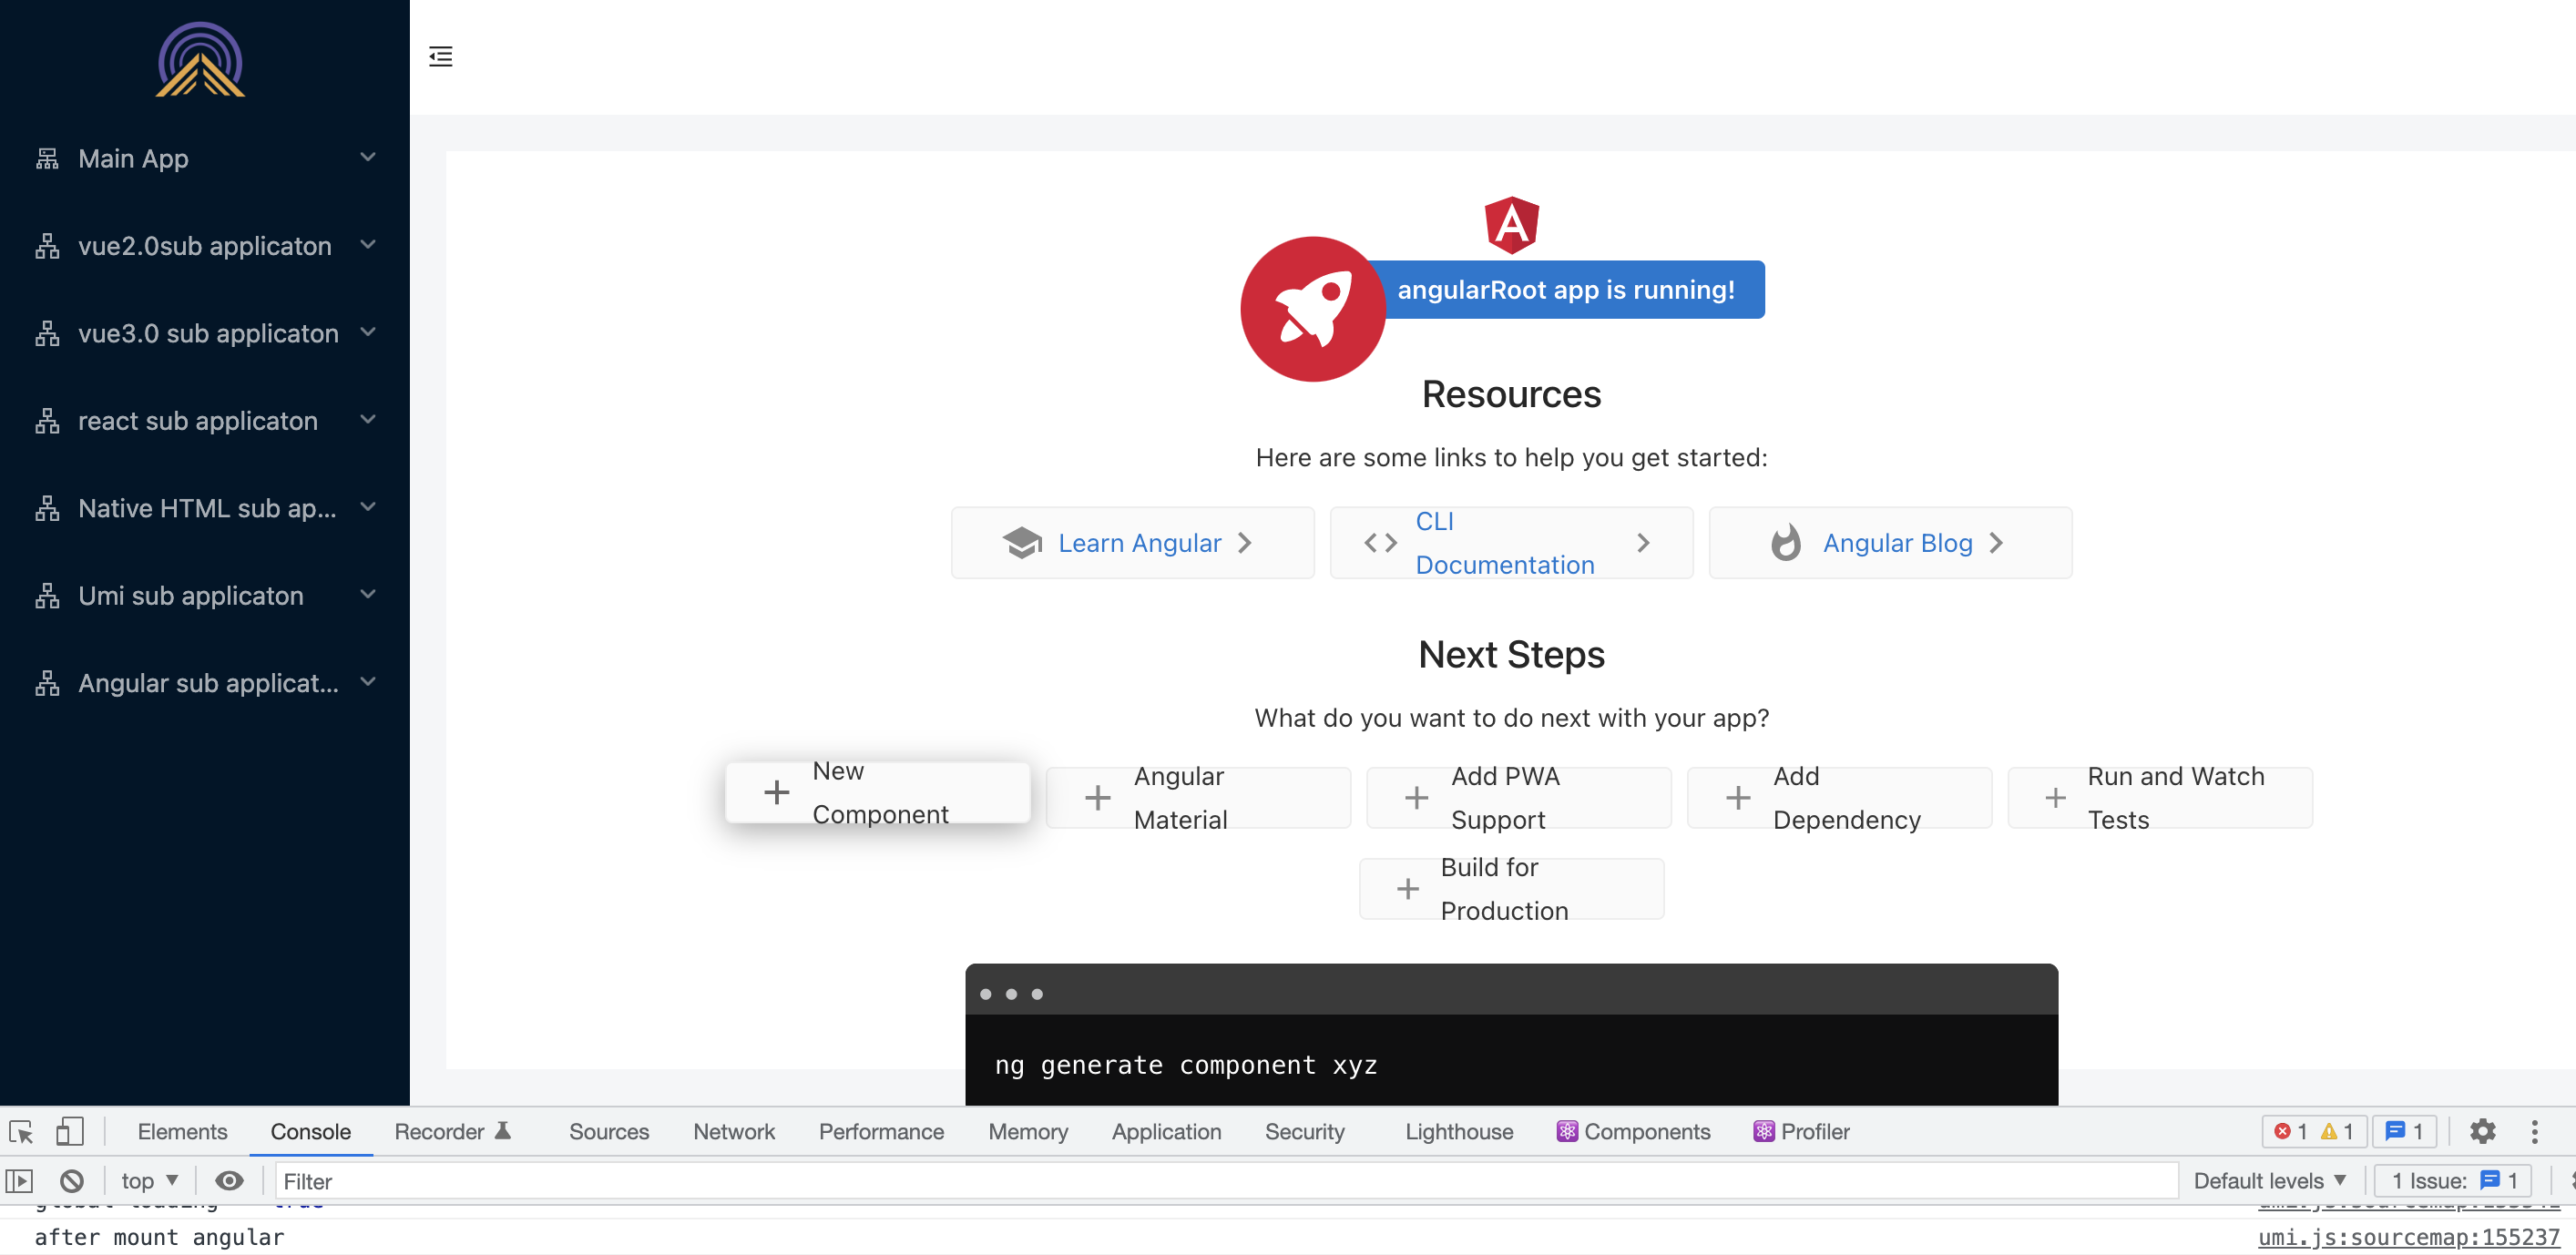 Main App
vue2.0sub applicaton
vue3.0 sub applicaton
react sub applicaton
Native HTML sub ap...
Umi sub applicaton
Angular sub applicat...
angularRoot app is running!
Resources
Here are some links to help you get started:
Learn Angular
CLI
Documentation
Angular Blog
Next Steps
What do you want to do next with your app?
New
Component
Angular
Material
Add PWA
Support
Add
Dependency
Run and Watch
Tests
Build for
Production
ng generate component xyz
Elements Console Recorder Sources Network Performance Memory Application Security Lighthouse Components Profiler 1 1 1
top Filter Default levels 1 Issue: 1
global loading true
after mount angular umi.js:sourcemap:155237